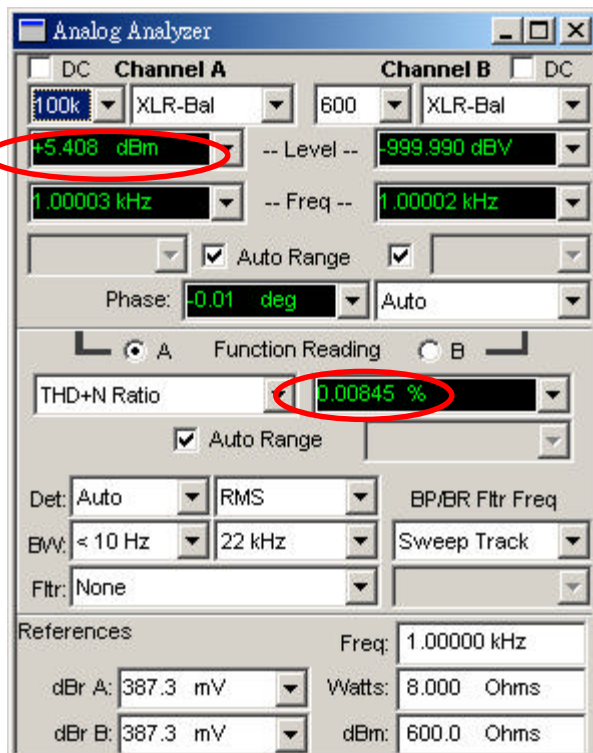 Analog Analyzer
DC Channel A Channel B DC
100k XLR-Bal 600 XLR-Bal
+5.408 dBm -- Level -- -999.990 dBV
1.00003 kHz -- Freq -- 1.00002 kHz
Auto Range
Phase: -0.01 deg Auto
A Function Reading B
THD+N Ratio 0.00845 %
Auto Range
Det: Auto RMS BP/BR Fltr Freq
BW: < 10 Hz 22 kHz Sweep Track
Fltr: None
References Freq: 1.00000 kHz
dBr A: 387.3 mV Watts: 8.000 Ohms
dBr B: 387.3 mV dBm: 600.0 Ohms